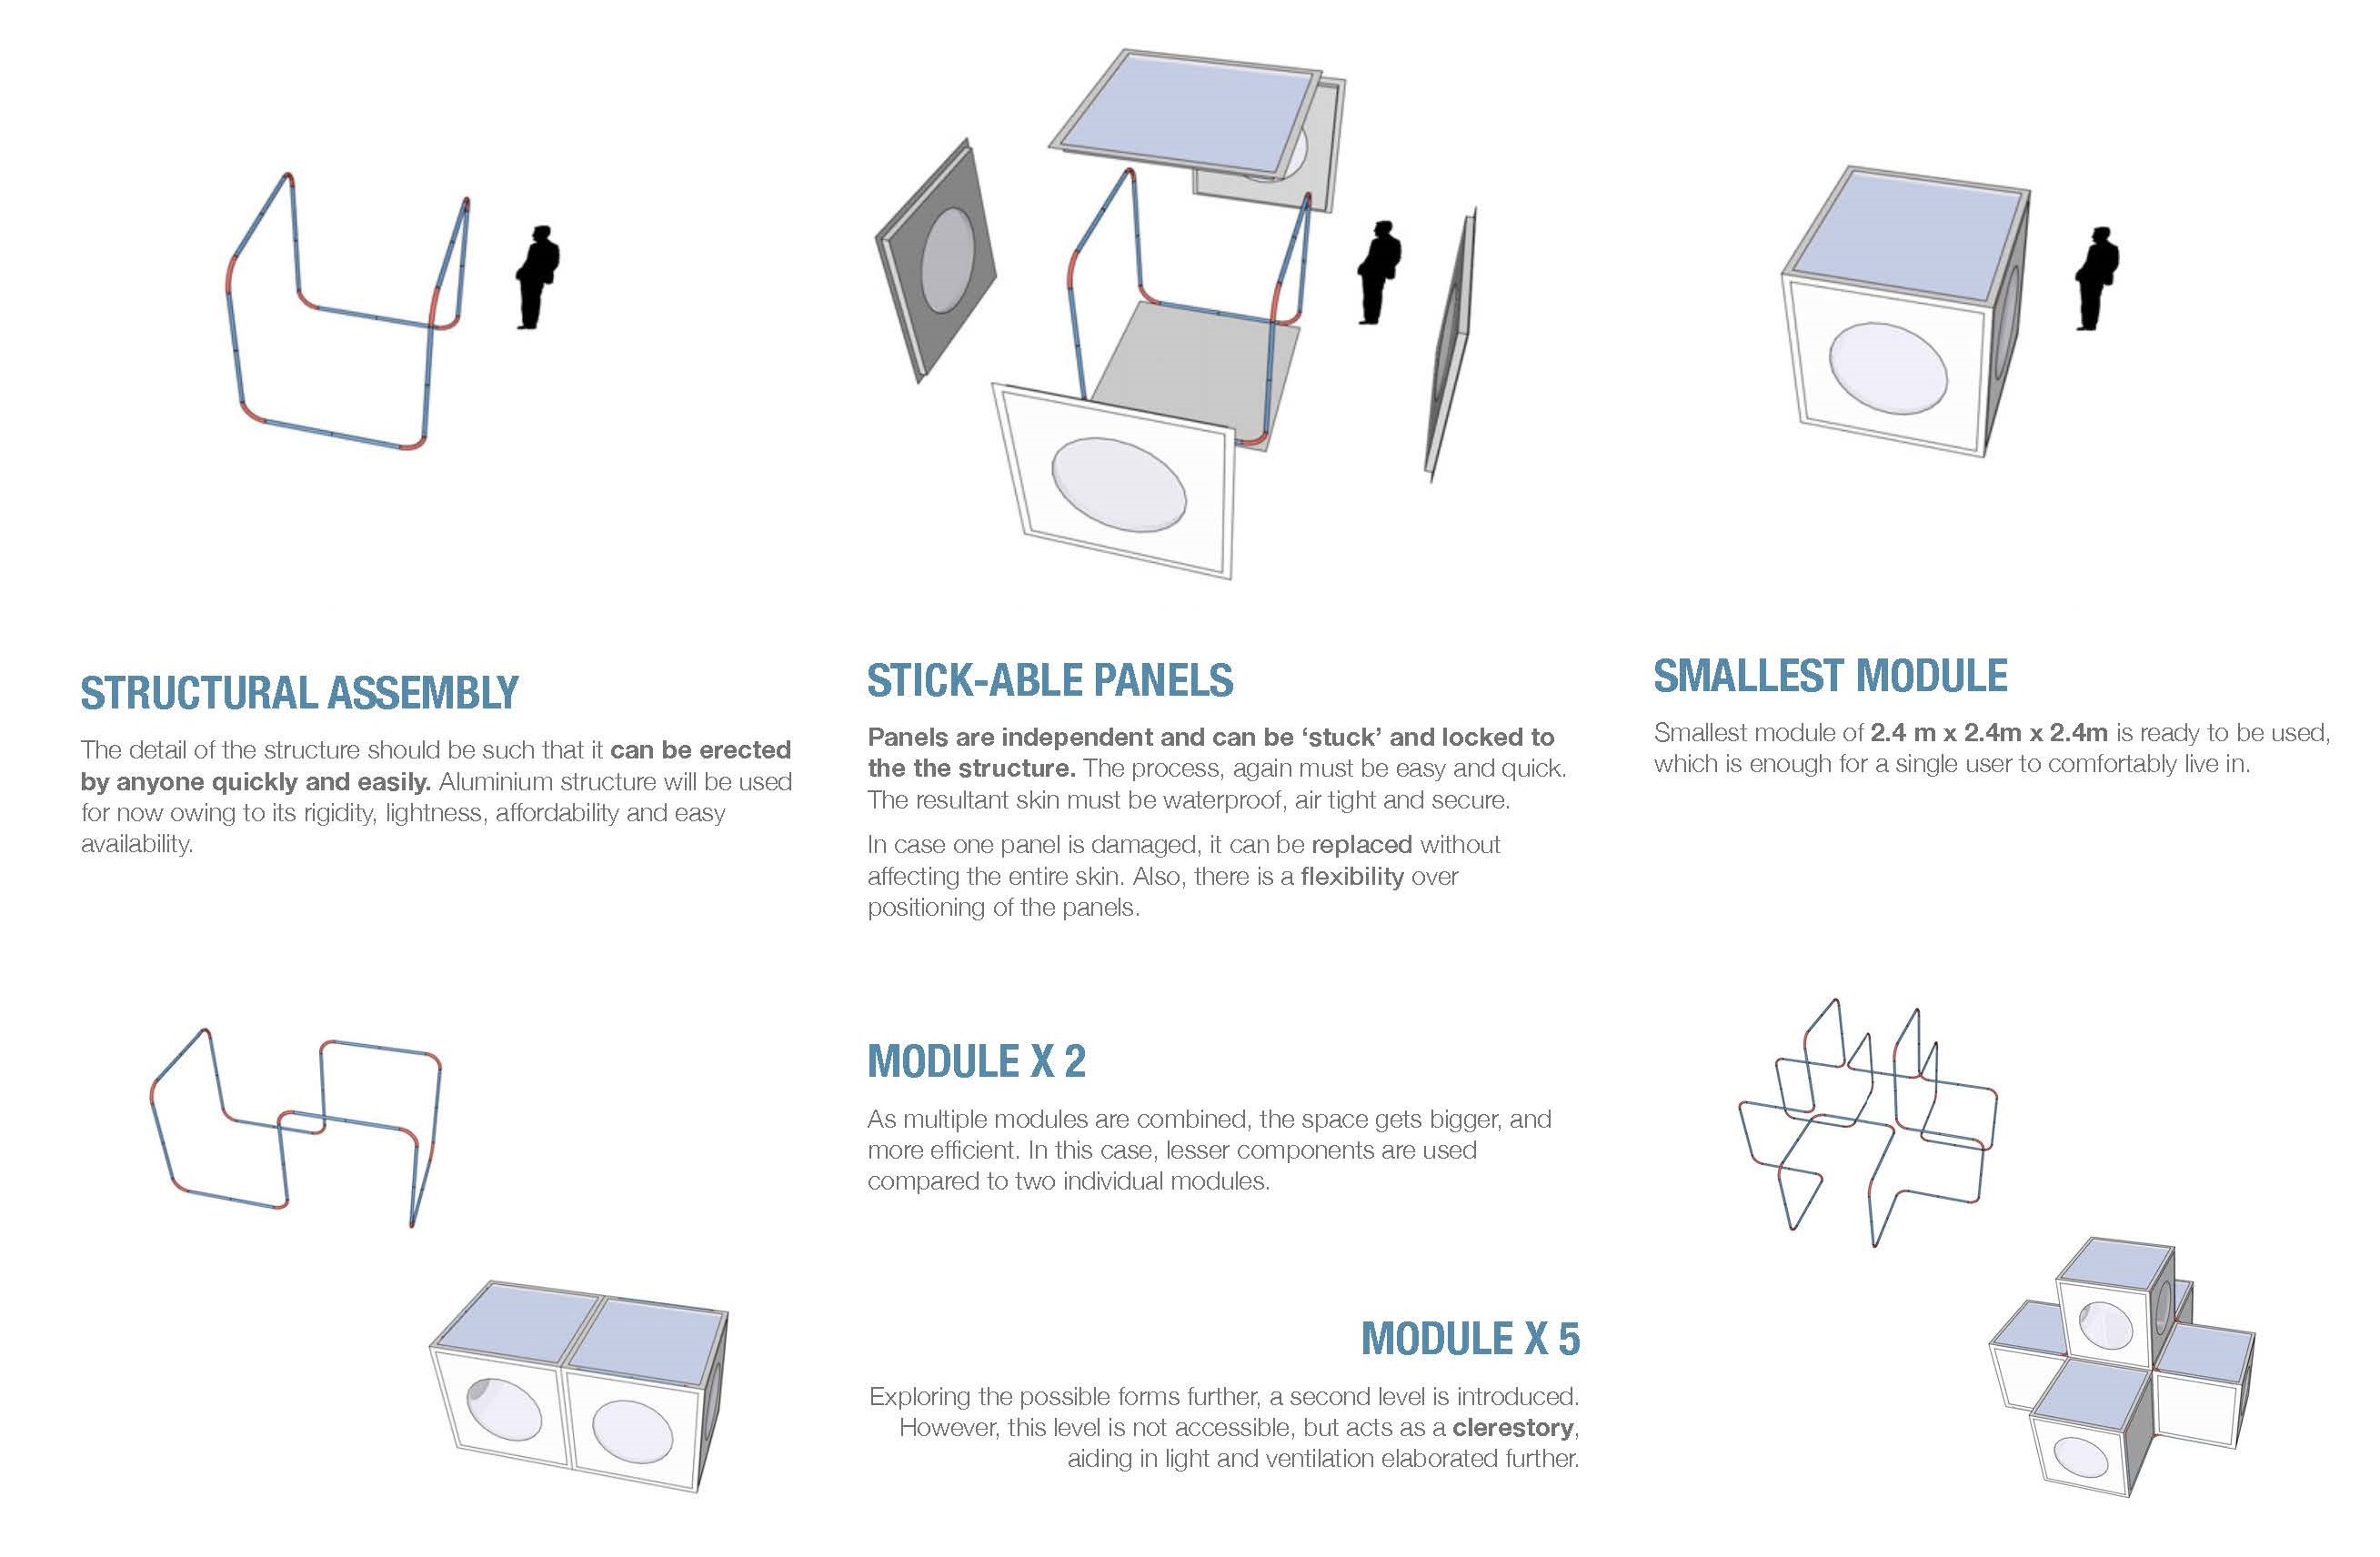 STRUCTURAL ASSEMBLY
The detail of the structure should be such that it can be erected
by anyone quickly and easily. Aluminium structure will be used
for now owing to its rigidity, lightness, affordability and easy
availability.
STICK-ABLE PANELS
Panels are independent and can be ‘stuck’ and locked to
the the structure. The process, again must be easy and quick.
The resultant skin must be waterproof, air tight and secure.
In case one panel is damaged, it can be replaced without
affecting the entire skin. Also, there is a flexibility over
positioning of the panels.
SMALLEST MODULE
Smallest module of 2.4 m x 2.4m x 2.4m is ready to be used,
which is enough for a single user to comfortably live in.
MODULE X 2
As multiple modules are combined, the space gets bigger, and
more efficient. In this case, lesser components are used
compared to two individual modules.
MODULE X 5
Exploring the possible forms further, a second level is introduced.
However, this level is not accessible, but acts as a clerestory,
aiding in light and ventilation elaborated further.